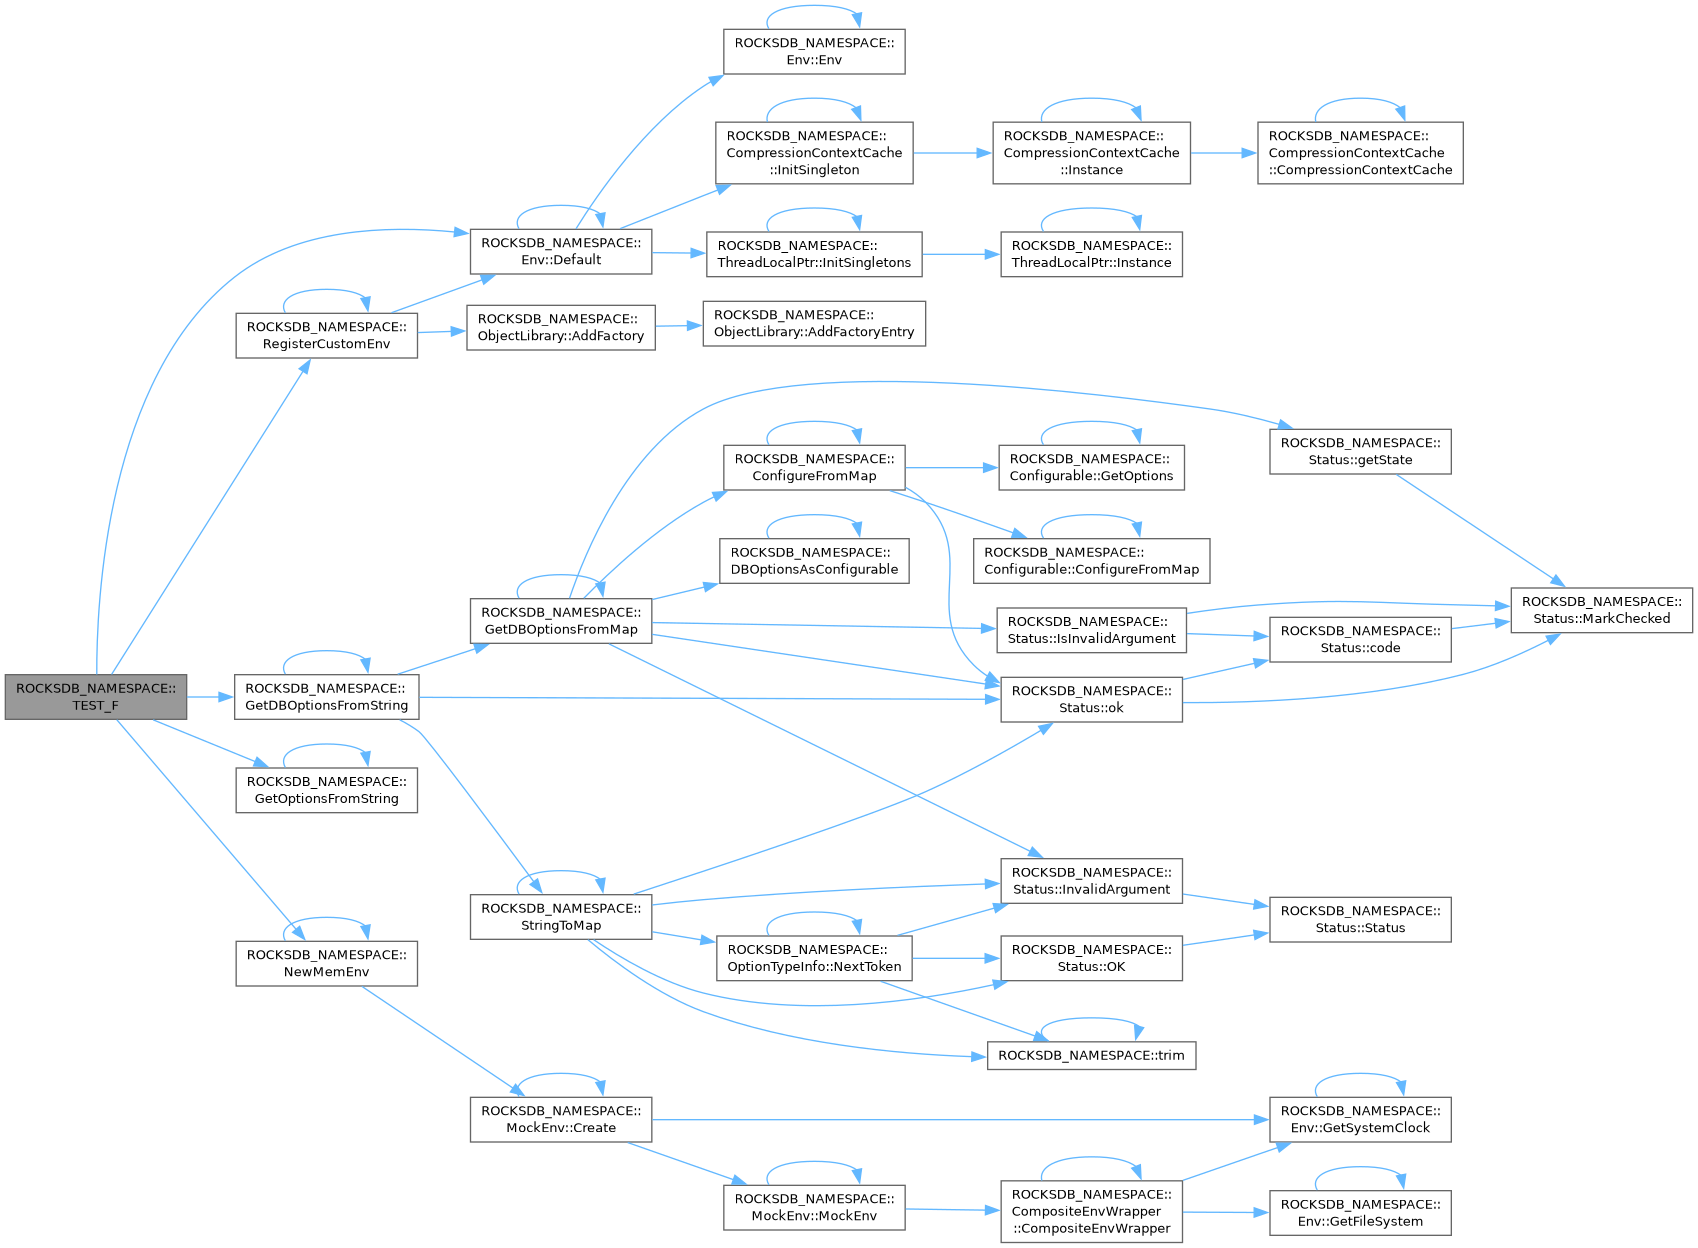 ROCKSDB_NAMESPACE::
TEST_F
ROCKSDB_NAMESPACE::
Env::Default
ROCKSDB_NAMESPACE::
Env::Env
ROCKSDB_NAMESPACE::
CompressionContextCache
::InitSingleton
ROCKSDB_NAMESPACE::
CompressionContextCache
::Instance
ROCKSDB_NAMESPACE::
CompressionContextCache
::CompressionContextCache
ROCKSDB_NAMESPACE::
ThreadLocalPtr::InitSingletons
ROCKSDB_NAMESPACE::
ThreadLocalPtr::Instance
ROCKSDB_NAMESPACE::
RegisterCustomEnv
ROCKSDB_NAMESPACE::
ObjectLibrary::AddFactory
ROCKSDB_NAMESPACE::
ObjectLibrary::AddFactoryEntry
ROCKSDB_NAMESPACE::
GetDBOptionsFromString
ROCKSDB_NAMESPACE::
GetDBOptionsFromMap
ROCKSDB_NAMESPACE::
ConfigureFromMap
ROCKSDB_NAMESPACE::
Configurable::GetOptions
ROCKSDB_NAMESPACE::
Status::getState
ROCKSDB_NAMESPACE::
DBOptionsAsConfigurable
ROCKSDB_NAMESPACE::
Configurable::ConfigureFromMap
ROCKSDB_NAMESPACE::
Status::IsInvalidArgument
ROCKSDB_NAMESPACE::
Status::code
ROCKSDB_NAMESPACE::
Status::MarkChecked
ROCKSDB_NAMESPACE::
Status::ok
ROCKSDB_NAMESPACE::
GetOptionsFromString
ROCKSDB_NAMESPACE::
StringToMap
ROCKSDB_NAMESPACE::
Status::InvalidArgument
ROCKSDB_NAMESPACE::
Status::Status
ROCKSDB_NAMESPACE::
OptionTypeInfo::NextToken
ROCKSDB_NAMESPACE::
Status::OK
ROCKSDB_NAMESPACE::trim
ROCKSDB_NAMESPACE::
NewMemEnv
ROCKSDB_NAMESPACE::
MockEnv::Create
ROCKSDB_NAMESPACE::
Env::GetSystemClock
ROCKSDB_NAMESPACE::
MockEnv::MockEnv
ROCKSDB_NAMESPACE::
CompositeEnvWrapper
::CompositeEnvWrapper
ROCKSDB_NAMESPACE::
Env::GetFileSystem